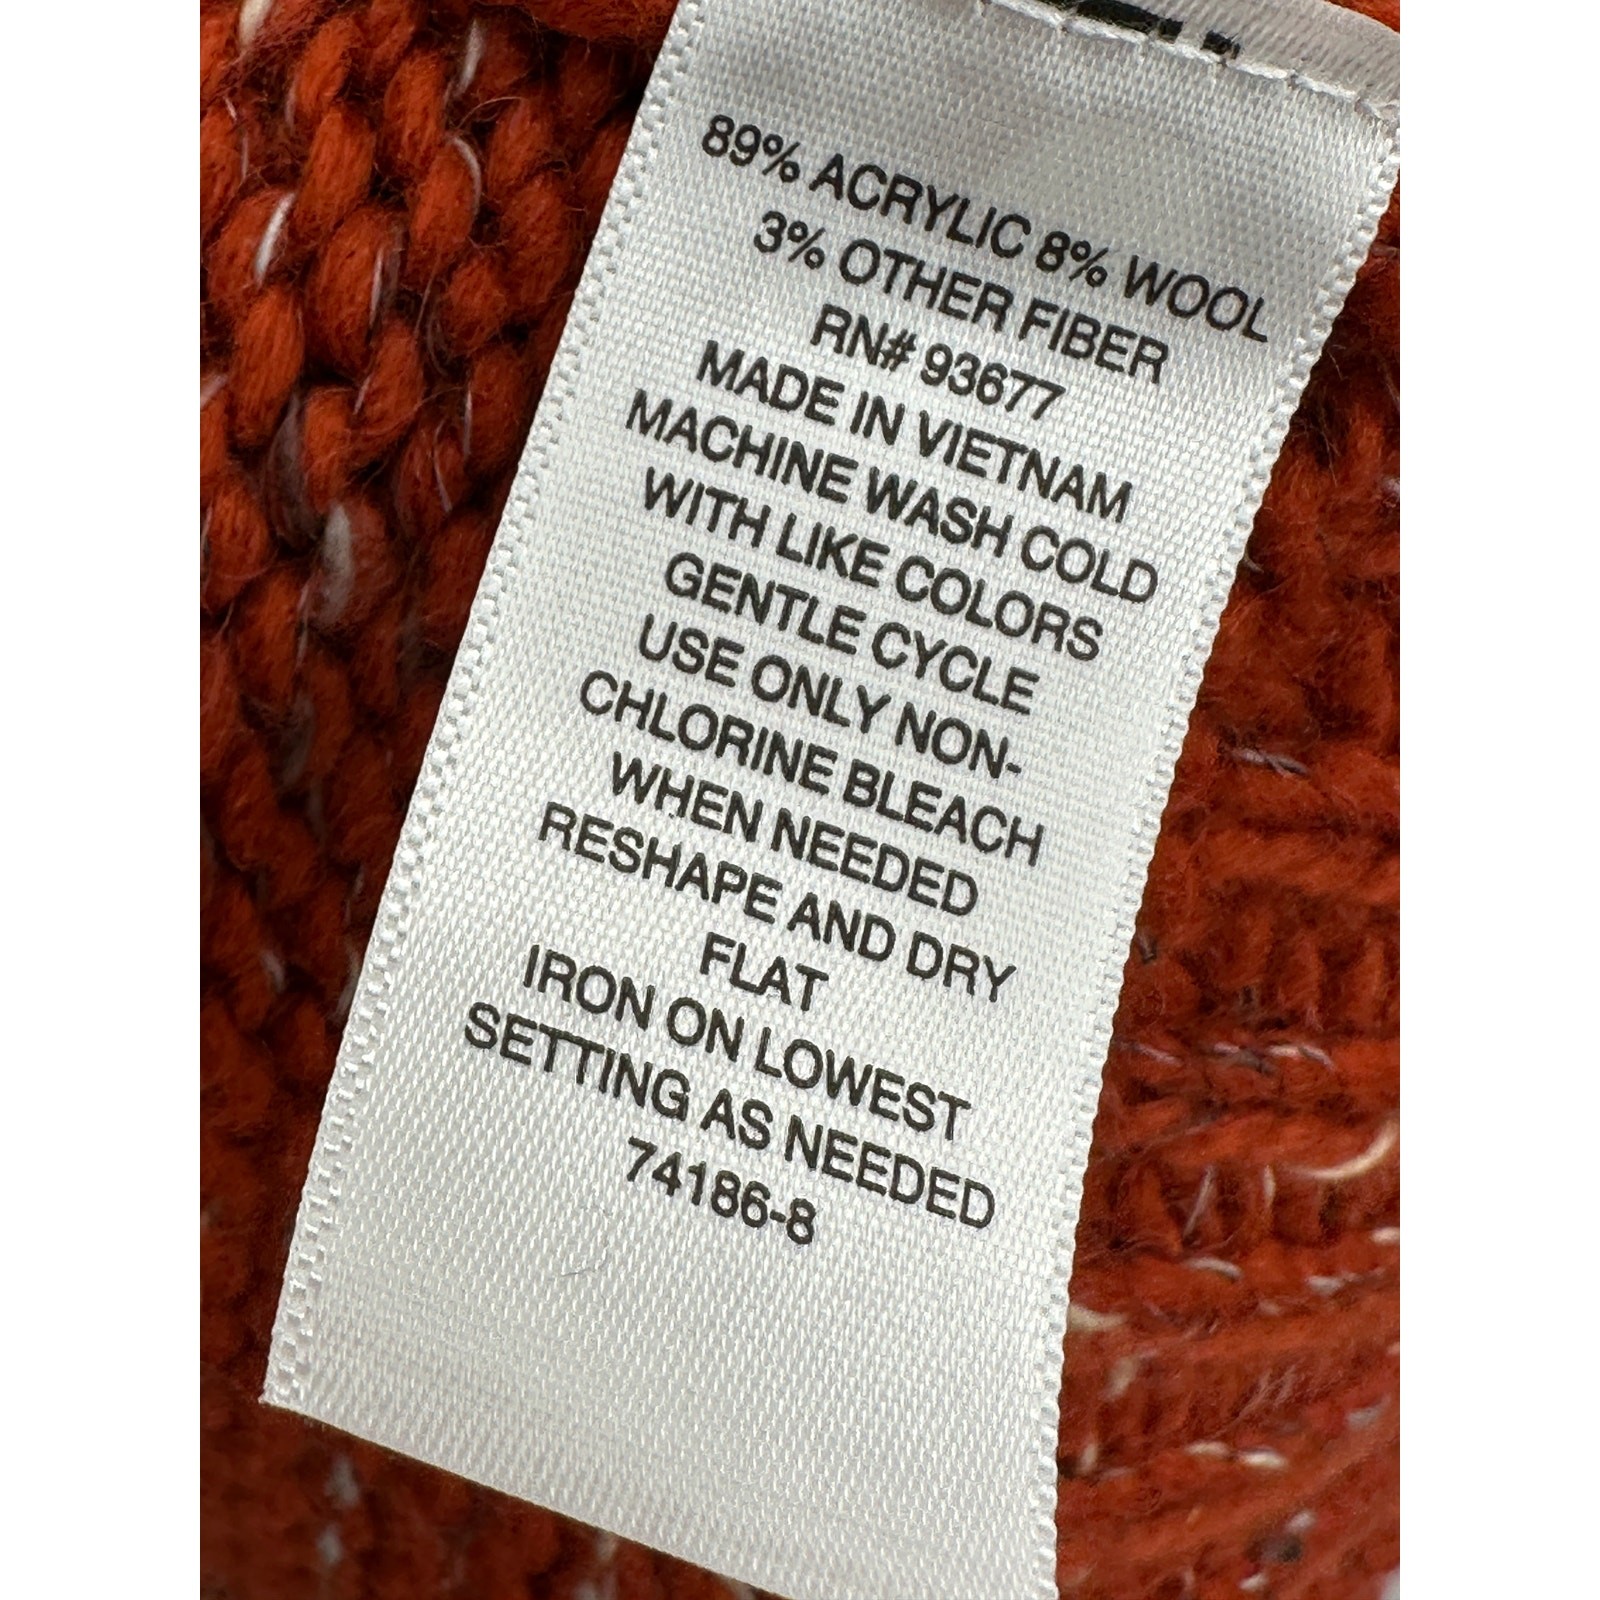 89% ACRYLIC 8% WOOL
3% OTHER FIBER
RN# 93677
MADE IN VIETNAM
MACHINE WASH COLD
WITH LIKE COLORS
GENTLE CYCLE
USE ONLY NON-
CHLORINE BLEACH
WHEN NEEDED
RESHAPE AND DRY
FLAT
IRON ON LOWEST
SETTING AS NEEDED
74186-8